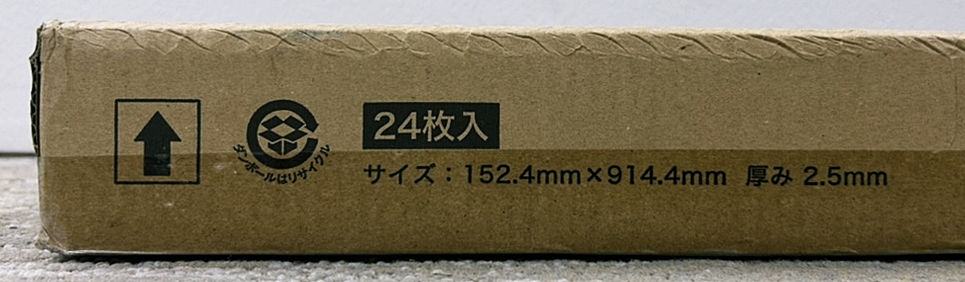 24枚入
ダンボールはリサイクル
サイズ：152.4mm×914.4mm 厚み 2.5mm